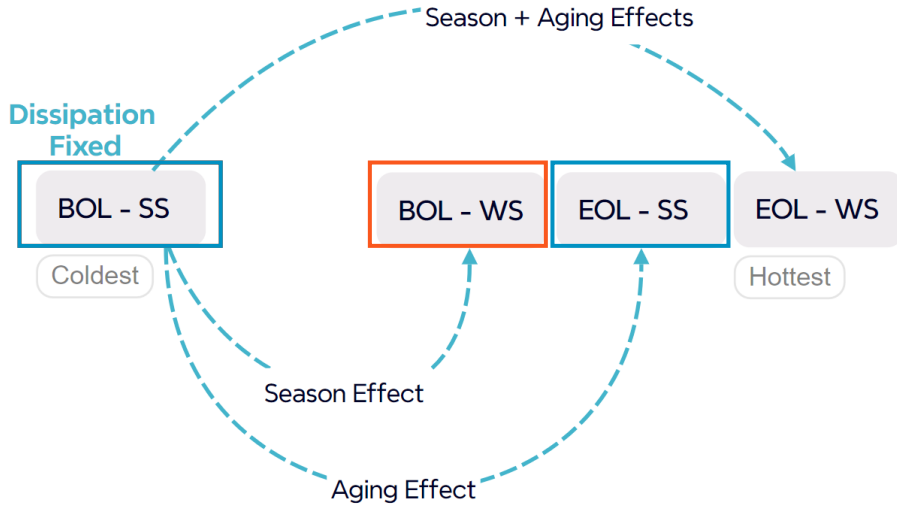 Season + Aging Effects
Dissipation
Fixed
BOL - SS
BOL - WS
EOL - SS
EOL - WS
Coldest
Hottest
Season Effect
Aging Effect